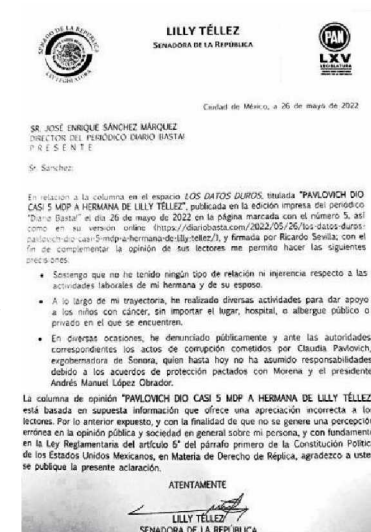 LILLY TÉLLEZ
SENADORA DE LA REPÚBLICA
SENADO DE LA REPÚBLICA
LXV LEGISLATURA
PAN
LXV
LEGISLATURA
Ciudad de México, a 26 de mayo de 2022
SR. JOSÉ ENRIQUE SÁNCHEZ MÁRQUEZ
DIRECTOR DEL PERIÓDICO DIARIO BASTA!
P R E S E N T E
Sr. Sánchez:
En relación a la columna en el espacio LOS DATOS DUROS, titulada "PAVLOVICH DIO
CASI 5 MDP A HERMANA DE LILLY TÉLLEZ", publicada en la edición impresa del periodico
"Diario Basta!" el día 26 de mayo de 2022 en la página marcada con el número 5, así
como en su versión online (https://diariobasta.com/2022/05/26/los-datos-duros-
pavlovich-dio-casi-5-mdp-a-hermana-de-lilly-tellez/), y firmada por Ricardo Sevilla; con el
fin de complementar la opinión de sus lectores me permito hacer las siguientes
precisiones:
• Sostengo que no he tenido ningún tipo de relación ni injerencia respecto a las
actividades laborales de mi hermana y de su esposo.
• A lo largo de mi trayectoria, he realizado diversas actividades para dar apoyo
a los niños con cáncer, sin importar el lugar, hospital, o albergue público o
privado en el que se encuentren.
• En diversas ocasiones, he denunciado públicamente y ante las autoridades
correspondientes los actos de corrupción cometidos por Claudia Pavlovich,
exgobernadora de Sonora, quien hasta hoy no ha asumido responsabilidades
debido a los acuerdos de protección pactados con Morena y el presidente
Andrés Manuel López Obrador.
La columna de opinión "PAVLOVICH DIO CASI 5 MDP A HERMANA DE LILLY TÉLLEZ
está basada en supuesta información que ofrece una apreciación incorrecta a lo
lectores. Por lo anterior expuesto, y con la finalidad de que no se genere una percepció
errónea en la opinión pública y sociedad en general sobre mi persona, y con fundament
en la Ley Reglamentaria del artículo 6° del párrafo primero de la Constitución Polític
de los Estados Unidos Mexicanos, en Materia de Derecho de Réplica, agradezco a uste
se publique la presente aclaración.
ATENTAMENTE
LILLY TÉLLEZ
SENADORA DE LA REPÚBLICA